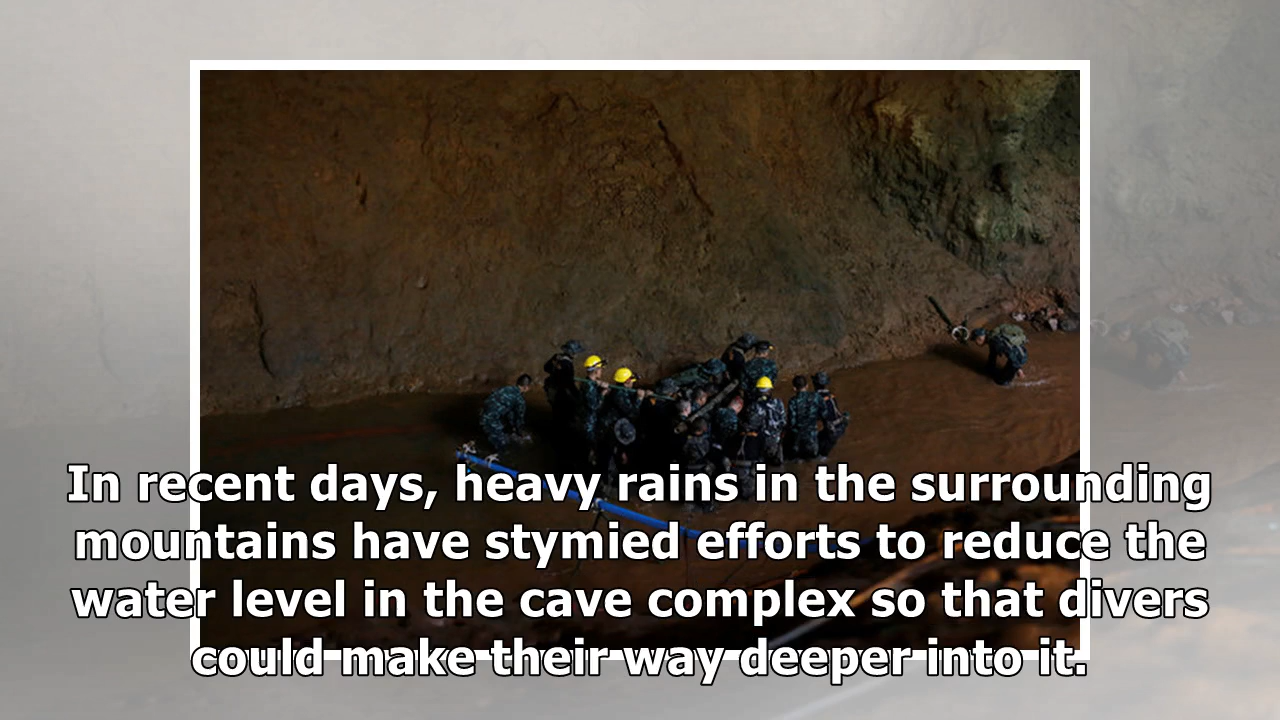 In recent days, heavy rains in the surrounding
mountains have stymied efforts to reduce the
water level in the cave complex so that divers
could make their way deeper into it.